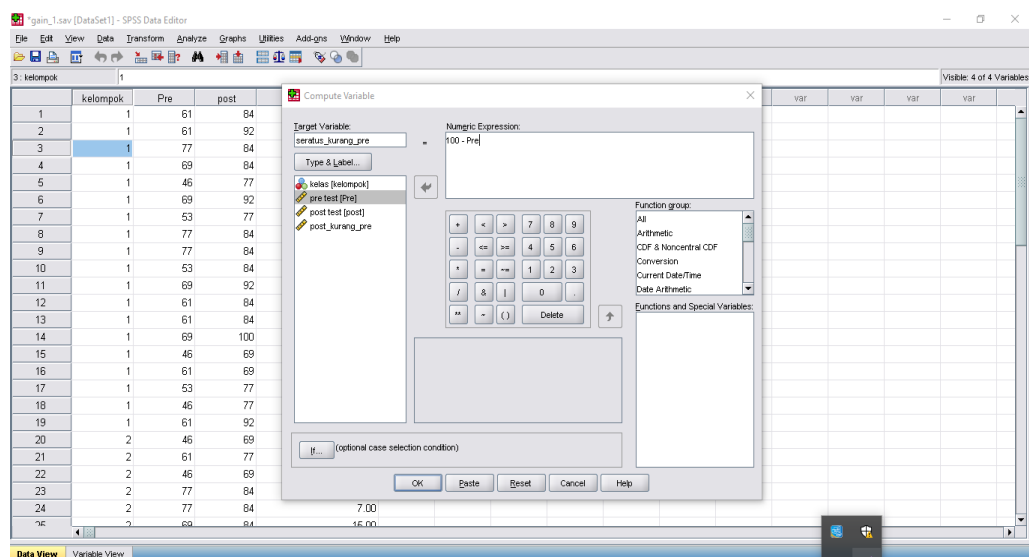 *gain_1.sav [DataSet1] - SPSS Data Editor
File Edit View Data Transform Analyze Graphs Utilities Add-ons Window Help
3 : kelompok 1 Visible: 4 of 4 Variables
kelompok Pre post var var var var
1 1 61 84
2 1 61 92
3 1 77 84
4 1 69 84
5 1 46 77
6 1 69 92
7 1 53 77
8 1 77 84
9 1 77 84
10 1 53 84
11 1 69 92
12 1 61 84
13 1 61 84
14 1 69 100
15 1 46 69
16 1 61 69
17 1 53 77
18 1 46 77
19 1 61 92
20 2 46 69
21 2 61 77
22 2 46 69
23 2 77 84
24 2 77 84 7.00
25 2 69 84 15.00
Compute Variable
Target Variable:
seratus_kurang_pre
=
Numeric Expression:
100 - Pre
Type & Label...
kelas [kelompok]
pre test [Pre]
post test [post]
post_kurang_pre
+ < > 7 8 9
- <= >= 4 5 6
* = ~= 1 2 3
/ & | 0 .
** ~ ( ) Delete
Function group:
All
Arithmetic
CDF & Noncentral CDF
Conversion
Current Date/Time
Date Arithmetic
Functions and Special Variables:
If... (optional case selection condition)
OK Paste Reset Cancel Help
Data View Variable View